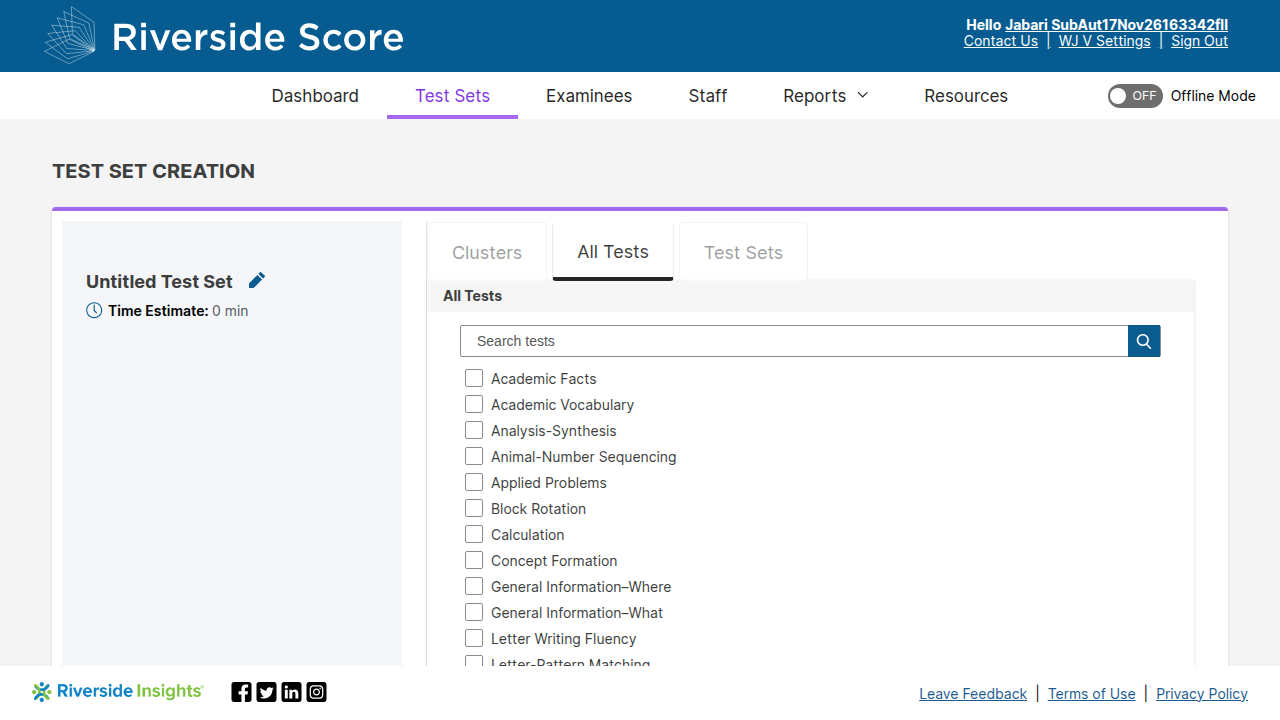 Riverside Score
Hello Jabari SubAut17Nov26163342fll
Contact Us | WJ V Settings | Sign Out
Dashboard Test Sets Examinees Staff Reports Resources OFF Offline Mode
TEST SET CREATION
Clusters All Tests Test Sets
Untitled Test Set
Time Estimate: 0 min
All Tests
Search tests
Academic Facts
Academic Vocabulary
Analysis-Synthesis
Animal-Number Sequencing
Applied Problems
Block Rotation
Calculation
Concept Formation
General Information–Where
General Information–What
Letter Writing Fluency
Letter-Pattern Matching
Riverside Insights
Leave Feedback | Terms of Use | Privacy Policy